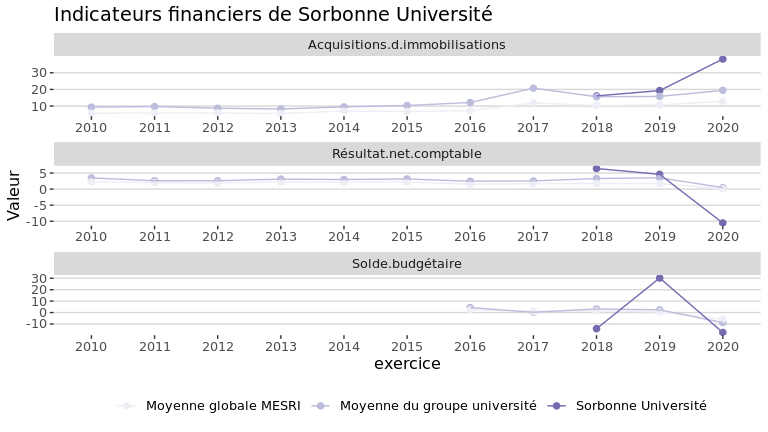 Indicateurs financiers de Sorbonne Université
Acquisitions.d.immobilisations
30
20
10
2010 2011 2012 2013 2014 2015 2016 2017 2018 2019 2020
Résultat.net.comptable
5
0
-5
-10
2010 2011 2012 2013 2014 2015 2016 2017 2018 2019 2020
Solde.budgétaire
30
20
10
0
-10
2010 2011 2012 2013 2014 2015 2016 2017 2018 2019 2020
Valeur
exercice
Moyenne globale MESRI Moyenne du groupe université Sorbonne Université